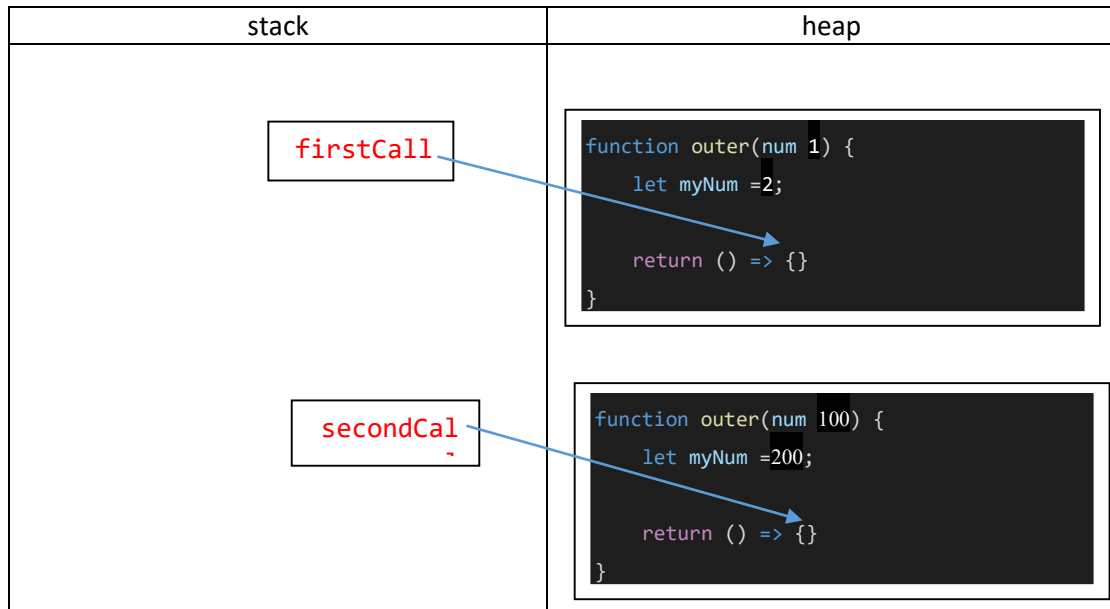 stack
heap
firstCall
function outer(num 1) {
let myNum =2;
return () => {}
}
secondCal
function outer(num 100) {
let myNum =200;
return () => {}
}